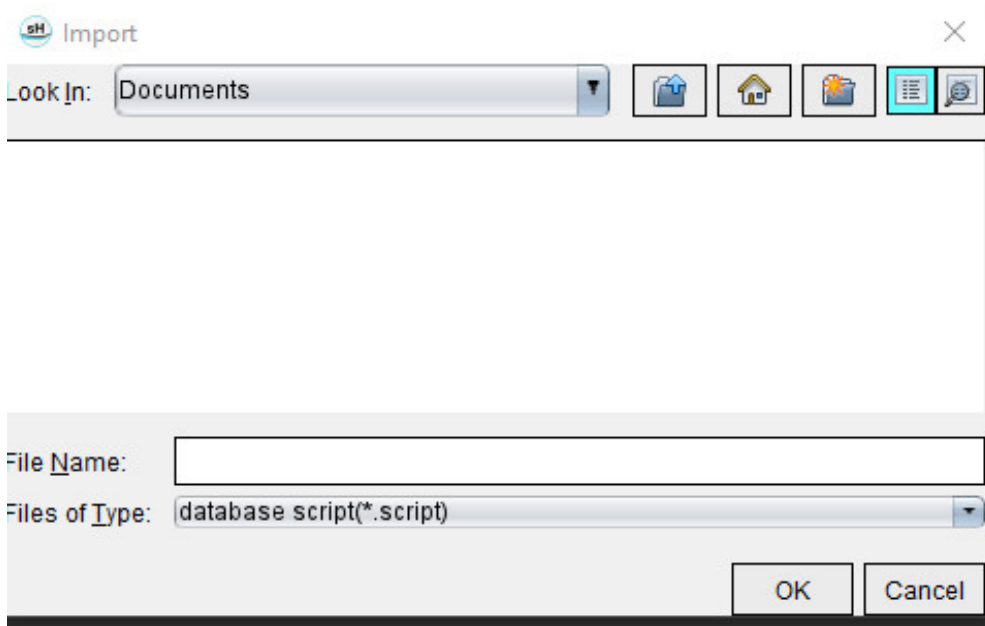 sH Import
Look In: Documents
File Name:
Files of Type: database script(*.script)
OK Cancel